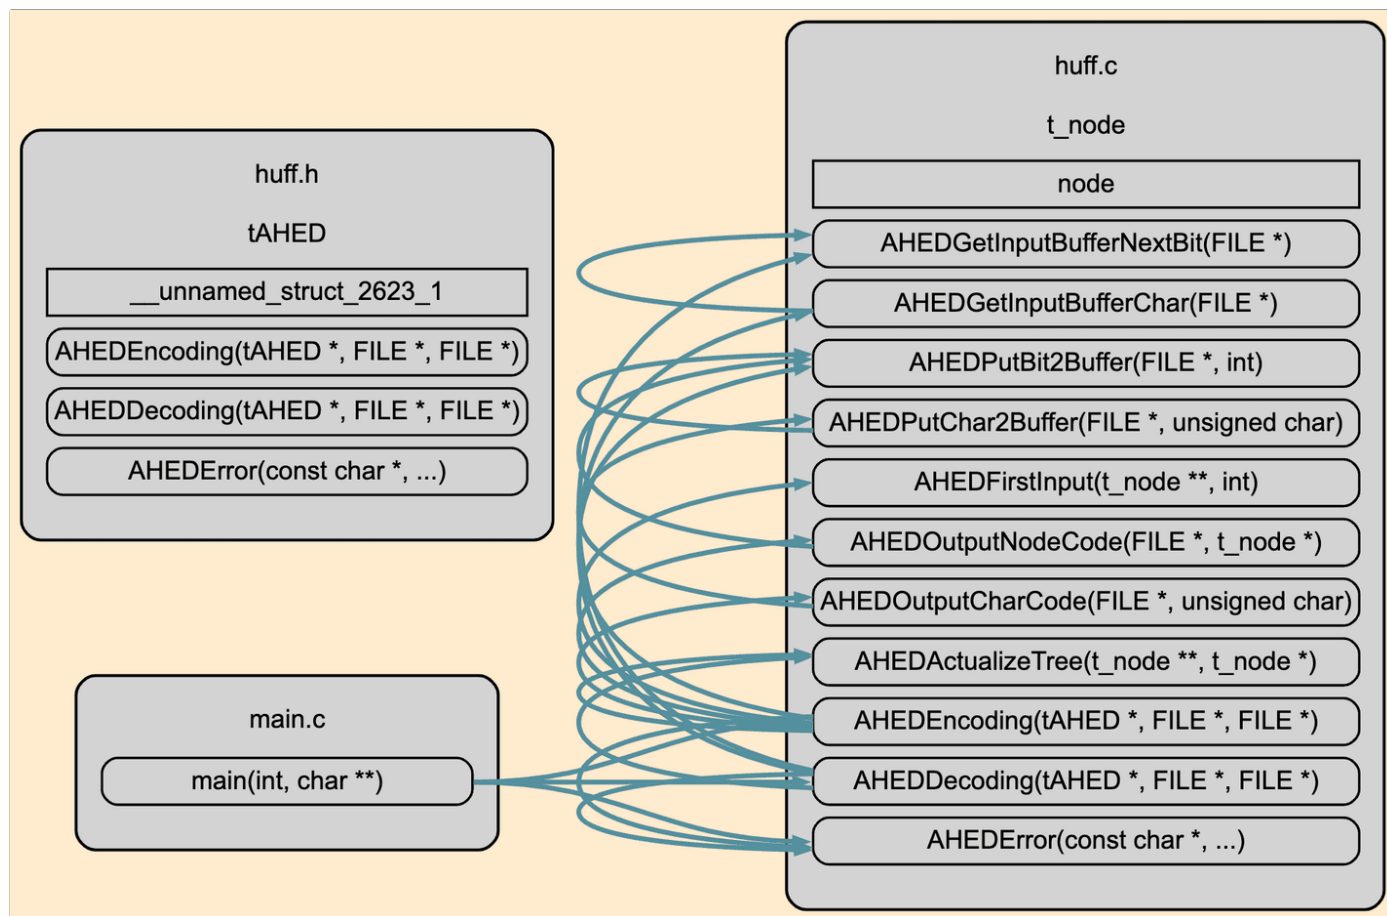 huff.h
tAHED
__unnamed_struct_2623_1
AHEDEncoding(tAHED *, FILE *, FILE *)
AHEDDecoding(tAHED *, FILE *, FILE *)
AHEDError(const char *, ...)
main.c
main(int, char **)
huff.c
t_node
node
AHEDGetInputBufferNextBit(FILE *)
AHEDGetInputBufferChar(FILE *)
AHEDPutBit2Buffer(FILE *, int)
AHEDPutChar2Buffer(FILE *, unsigned char)
AHEDFirstInput(t_node **, int)
AHEDOutputNodeCode(FILE *, t_node *)
AHEDOutputCharCode(FILE *, unsigned char)
AHEDActualizeTree(t_node **, t_node *)
AHEDEncoding(tAHED *, FILE *, FILE *)
AHEDDecoding(tAHED *, FILE *, FILE *)
AHEDError(const char *, ...)